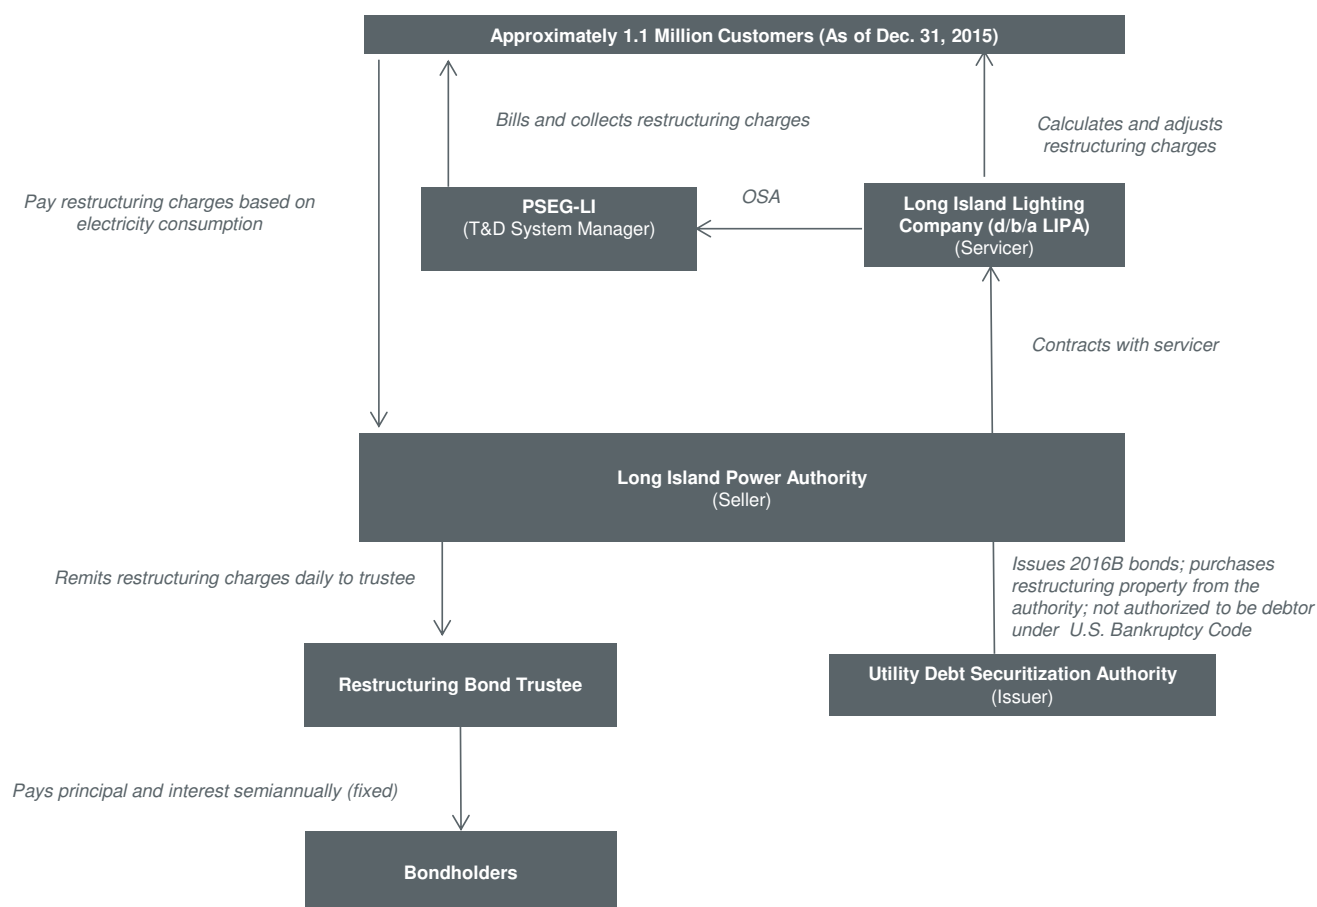 Approximately 1.1 Million Customers (As of Dec. 31, 2015)
Bills and collects restructuring charges
Calculates and adjusts
restructuring charges
Pay restructuring charges based on
electricity consumption
PSEG-LI
(T&D System Manager)
OSA
Long Island Lighting
Company (d/b/a LIPA)
(Servicer)
Contracts with servicer
Long Island Power Authority
(Seller)
Remits restructuring charges daily to trustee
Issues 2016B bonds; purchases
restructuring property from the
authority; not authorized to be debtor
under U.S. Bankruptcy Code
Restructuring Bond Trustee
Utility Debt Securitization Authority
(Issuer)
Pays principal and interest semiannually (fixed)
Bondholders